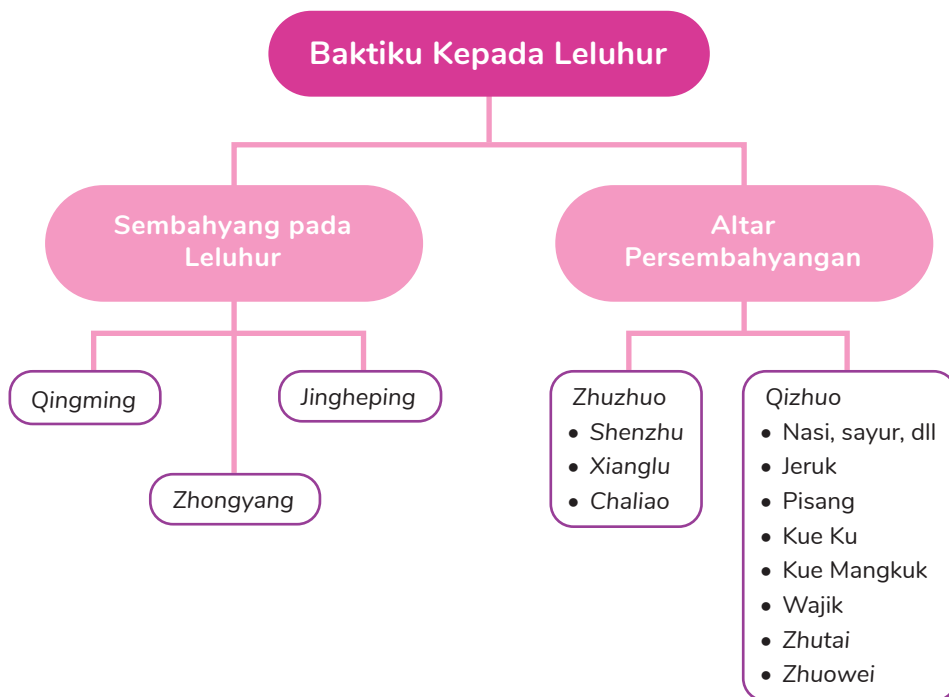 Baktiku Kepada Leluhur
Sembahyang pada
Leluhur
Altar
Persembahyangan
Qingming
Jingheping
Zhongyang
Zhuzhuo
• Shenzhu
• Xianglu
• Chaliao
Qizhuo
• Nasi, sayur, dll
• Jeruk
• Pisang
• Kue Ku
• Kue Mangkuk
• Wajik
• Zhutai
• Zhuowei